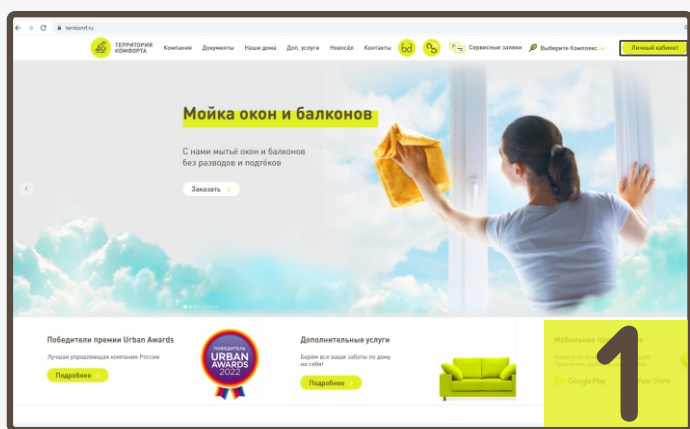 terrkomf.ru
ТЕРРИТОРИЯ
КОМФОРТА
Компания Документы Наши дома Доп. услуги Новосёл Контакты Сервисные заявки Выберите Комплекс Личный кабинет
Мойка окон и балконов
С нами мытьё окон и балконов
без разводов и подтёков
Заказать
Победители премии Urban Awards
Лучшая управляющая компания России
Подробнее
ПОБЕДИТЕЛЬ
URBAN
AWARDS
2022
Дополнительные услуги
Берём все ваши заботы по дому
на себя!
Подробнее
Google Play
App Store
1